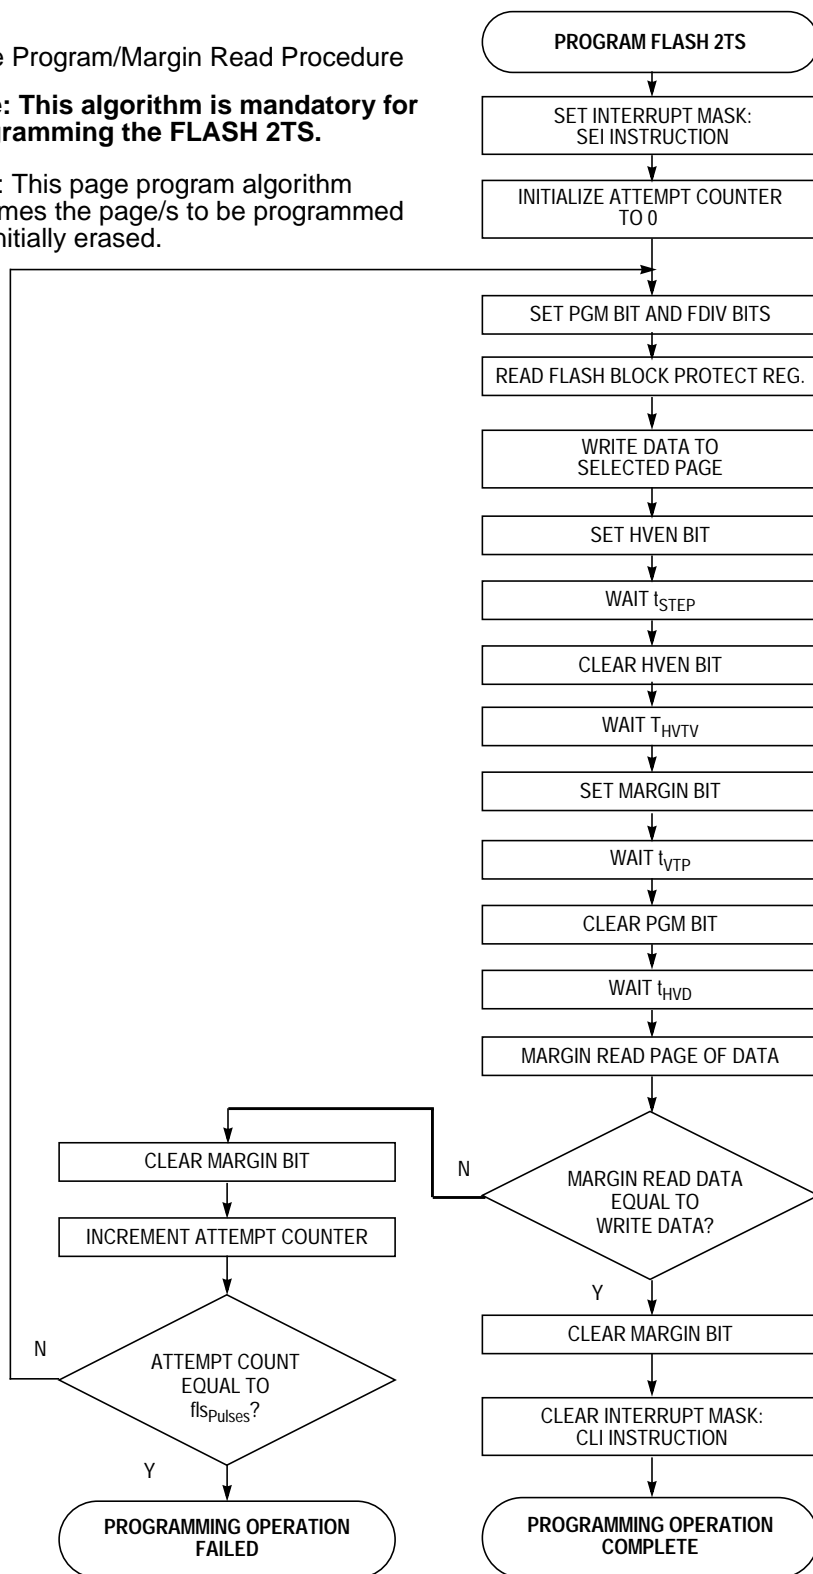 Program/Margin Read Procedure
This algorithm is mandatory for
the FLASH 2TS.
This page program algorithm
the page/s to be programmed
erased.
PROGRAM FLASH 2TS
SET INTERRUPT MASK:
SEI INSTRUCTION
INITIALIZE ATTEMPT COUNTER
TO 0
SET PGM BIT AND FDIV BITS
READ FLASH BLOCK PROTECT REG.
WRITE DATA TO
SELECTED PAGE
SET HVEN BIT
WAIT tSTEP
CLEAR HVEN BIT
WAIT THVTV
SET MARGIN BIT
WAIT tVTP
CLEAR PGM BIT
WAIT tHVD
MARGIN READ PAGE OF DATA
MARGIN READ DATA
EQUAL TO
WRITE DATA?
N
Y
CLEAR MARGIN BIT
INCREMENT ATTEMPT COUNTER
ATTEMPT COUNT
EQUAL TO
flsPulses?
N
Y
PROGRAMMING OPERATION
FAILED
CLEAR MARGIN BIT
CLEAR INTERRUPT MASK:
CLI INSTRUCTION
PROGRAMMING OPERATION
COMPLETE